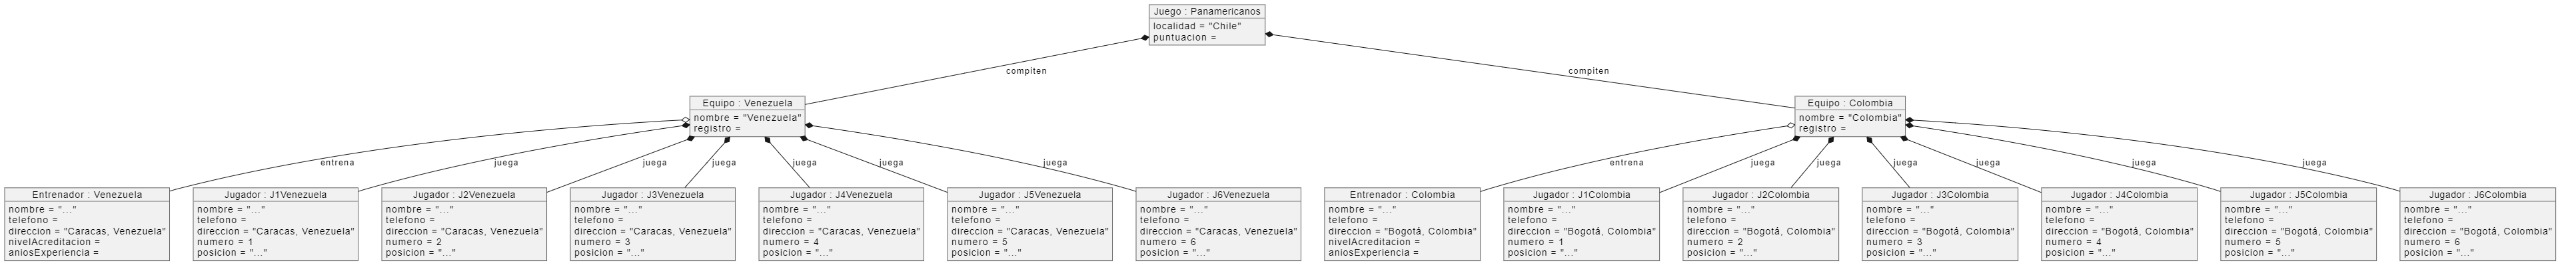 Juego : Panamericanos
localidad = "Chile"
puntuacion =
compiten
compiten
Equipo : Venezuela
nombre = "Venezuela"
registro =
Equipo : Colombia
nombre = "Colombia"
registro =
entrena
juega
juega
juega
juega
juega
juega
entrena
juega
juega
juega
juega
juega
juega
Entrenador : Venezuela
nombre = "..."
telefono =
direccion = "Caracas, Venezuela"
nivelAcreditacion =
aniosExperiencia =
Jugador : J1Venezuela
nombre = "..."
telefono =
direccion = "Caracas, Venezuela"
numero = 1
posicion = "..."
Jugador : J2Venezuela
nombre = "..."
telefono =
direccion = "Caracas, Venezuela"
numero = 2
posicion = "..."
Jugador : J3Venezuela
nombre = "..."
telefono =
direccion = "Caracas, Venezuela"
numero = 3
posicion = "..."
Jugador : J4Venezuela
nombre = "..."
telefono =
direccion = "Caracas, Venezuela"
numero = 4
posicion = "..."
Jugador : J5Venezuela
nombre = "..."
telefono =
direccion = "Caracas, Venezuela"
numero = 5
posicion = "..."
Jugador : J6Venezuela
nombre = "..."
telefono =
direccion = "Caracas, Venezuela"
numero = 6
posicion = "..."
Entrenador : Colombia
nombre = "..."
telefono =
direccion = "Bogotá, Colombia"
nivelAcreditacion =
aniosExperiencia =
Jugador : J1Colombia
nombre = "..."
telefono =
direccion = "Bogotá, Colombia"
numero = 1
posicion = "..."
Jugador : J2Colombia
nombre = "..."
telefono =
direccion = "Bogotá, Colombia"
numero = 2
posicion = "..."
Jugador : J3Colombia
nombre = "..."
telefono =
direccion = "Bogotá, Colombia"
numero = 3
posicion = "..."
Jugador : J4Colombia
nombre = "..."
telefono =
direccion = "Bogotá, Colombia"
numero = 4
posicion = "..."
Jugador : J5Colombia
nombre = "..."
telefono =
direccion = "Bogotá, Colombia"
numero = 5
posicion = "..."
Jugador : J6Colombia
nombre = "..."
telefono =
direccion = "Bogotá, Colombia"
numero = 6
posicion = "..."